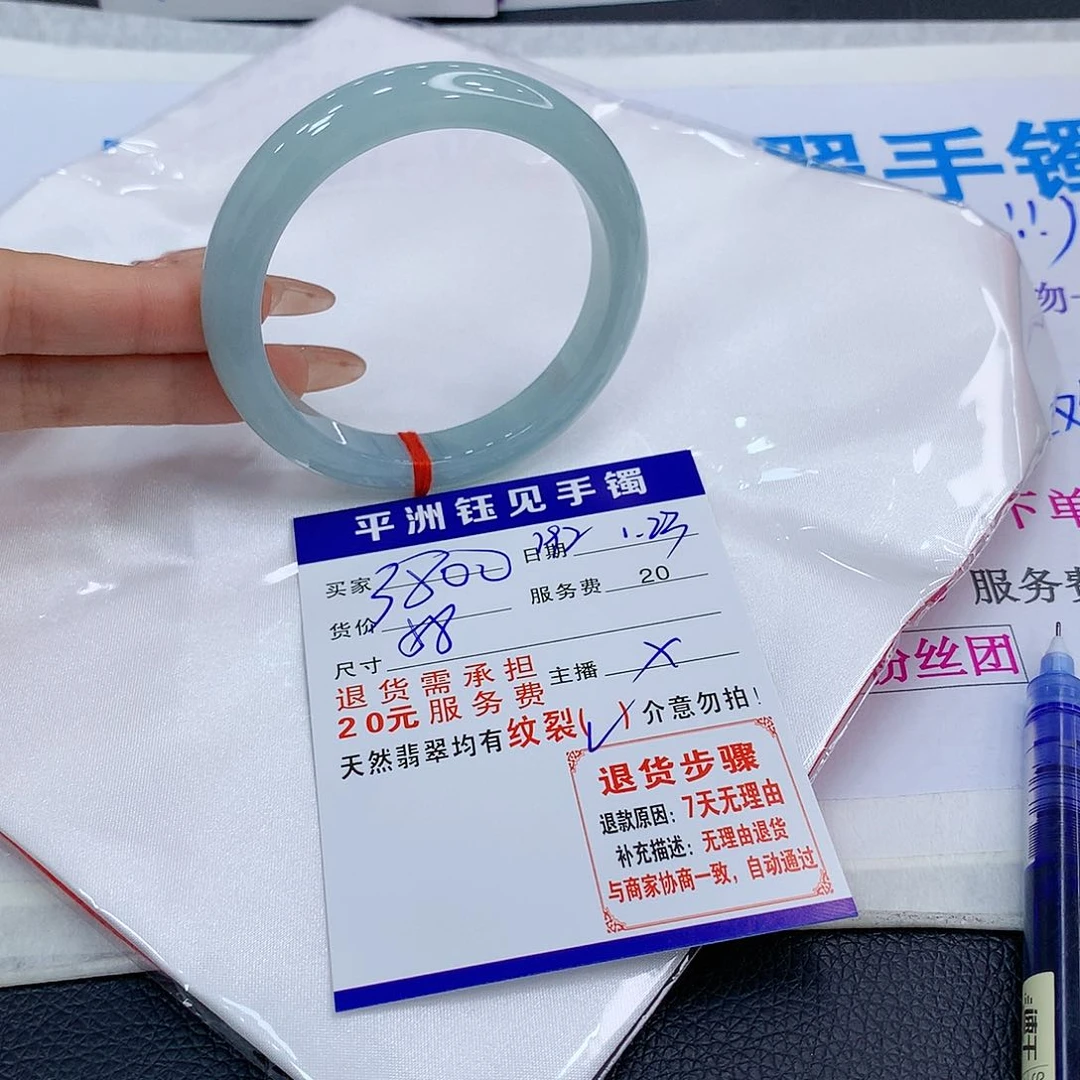 翠手镯
!!)
勿
下单
服务费
粉丝团
平洲钰见手镯
买家 3800 日期 1.23
货价 服务费 20
尺寸
退货需承担 主播 X
20元服务费
天然翡翠均有纹裂(✓)介意勿拍!
退货步骤
退款原因:7天无理由
补充描述:无理由退货
与商家协商一致,自动通过